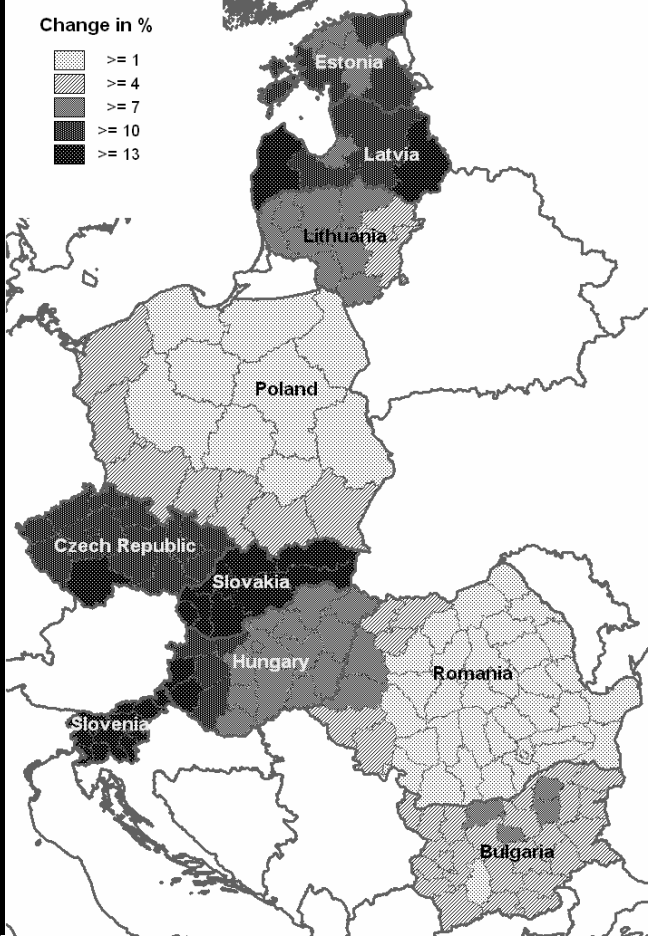 Change in %
>= 1
>= 4
>= 7
>= 10
>= 13
Estonia
Latvia
Lithuania
Poland
Czech Republic
Slovakia
Hungary
Romania
Slovenia
Bulgaria